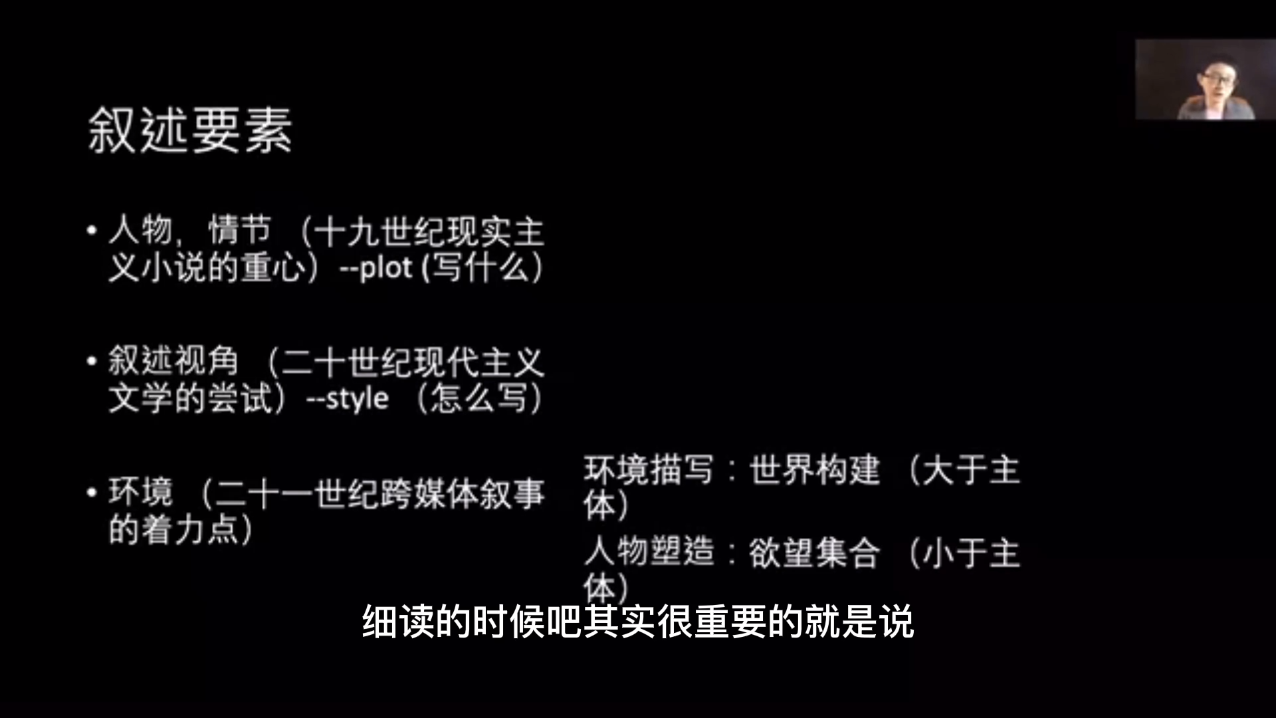 叙述要素
• 人物，情节 （十九世纪现实主
义小说的重心）--plot (写什么）
• 叙述视角 （二十世纪现代主义
文学的尝试）--style （怎么写）
• 环境 （二十一世纪跨媒体叙事
的着力点）
环境描写：世界构建 （大于主
体）
人物塑造：欲望集合 （小于主
体）
细读的时候吧其实很重要的就是说